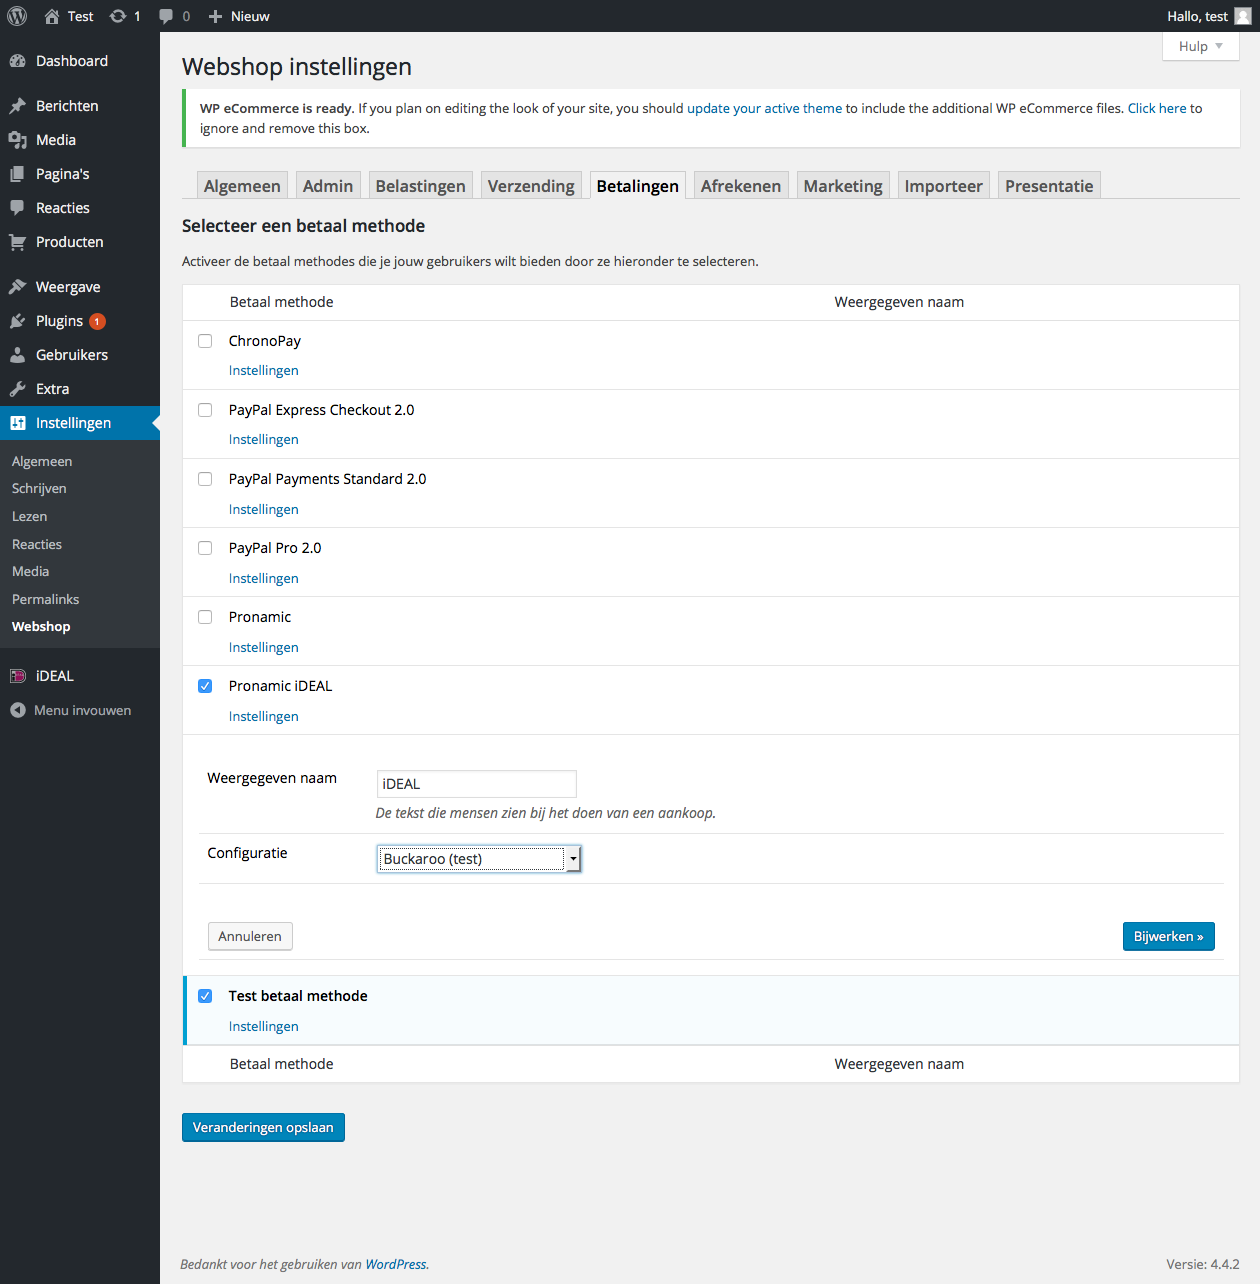 Test 1 0 Nieuw Hallo, test
Hulp
Dashboard
Berichten
Media
Pagina's
Reacties
Producten
Weergave
Plugins 1
Gebruikers
Extra
Instellingen
Algemeen
Schrijven
Lezen
Reacties
Media
Permalinks
Webshop
iDEAL
Menu invouwen
Webshop instellingen
WP eCommerce is ready. If you plan on editing the look of your site, you should update your active theme to include the additional WP eCommerce files. Click here to
ignore and remove this box.
Algemeen Admin Belastingen Verzending Betalingen Afrekenen Marketing Importeer Presentatie
Selecteer een betaal methode
Activeer de betaal methodes die je jouw gebruikers wilt bieden door ze hieronder te selecteren.
Betaal methode Weergegeven naam
ChronoPay
Instellingen
PayPal Express Checkout 2.0
Instellingen
PayPal Payments Standard 2.0
Instellingen
PayPal Pro 2.0
Instellingen
Pronamic
Instellingen
Pronamic iDEAL
Instellingen
Weergegeven naam iDEAL
De tekst die mensen zien bij het doen van een aankoop.
Configuratie Buckaroo (test)
Annuleren Bijwerken »
Test betaal methode
Instellingen
Betaal methode Weergegeven naam
Veranderingen opslaan
Bedankt voor het gebruiken van WordPress. Versie: 4.4.2